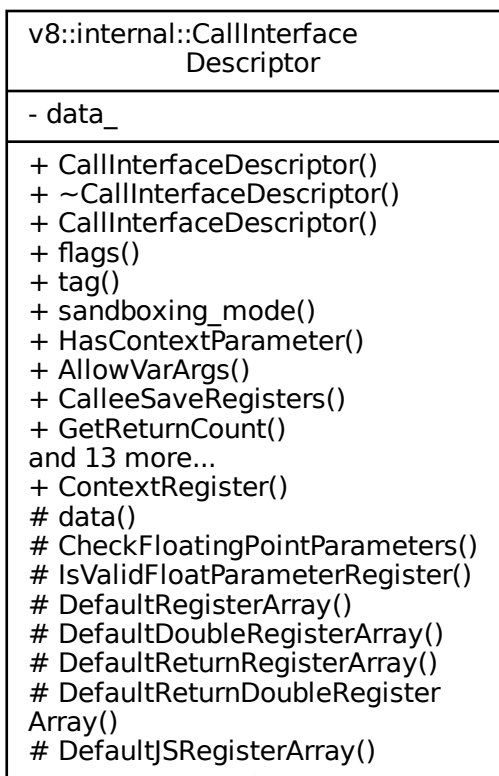 v8::internal::CallInterface
Descriptor
- data_
+ CallInterfaceDescriptor()
+ ~CallInterfaceDescriptor()
+ CallInterfaceDescriptor()
+ flags()
+ tag()
+ sandboxing_mode()
+ HasContextParameter()
+ AllowVarArgs()
+ CalleeSaveRegisters()
+ GetReturnCount()
and 13 more...
+ ContextRegister()
# data()
# CheckFloatingPointParameters()
# IsValidFloatParameterRegister()
# DefaultRegisterArray()
# DefaultDoubleRegisterArray()
# DefaultReturnRegisterArray()
# DefaultReturnDoubleRegister
Array()
# DefaultJSRegisterArray()